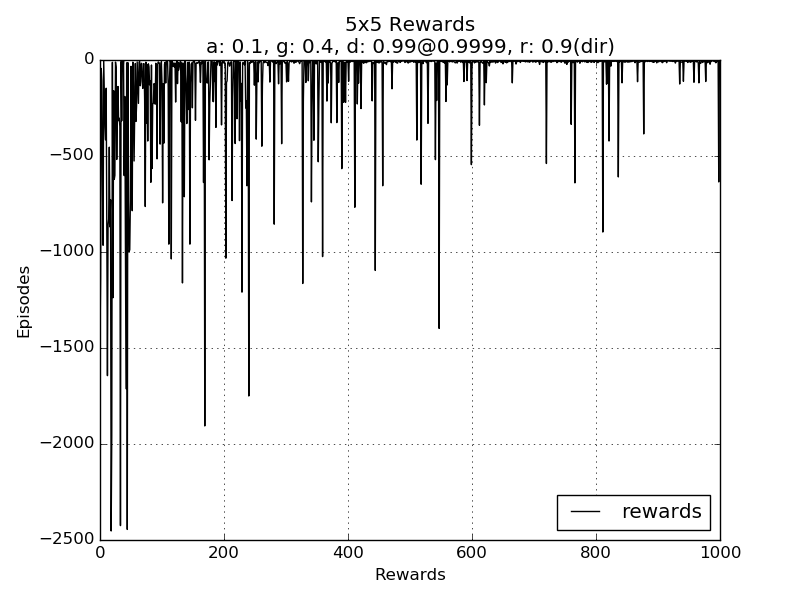 5x5 Rewards
a: 0.1, g: 0.4, d: 0.99@0.9999, r: 0.9(dir)
0
−500
−1000
−1500
−2000
−2500
Episodes
0 200 400 600 800 1000
Rewards
rewards